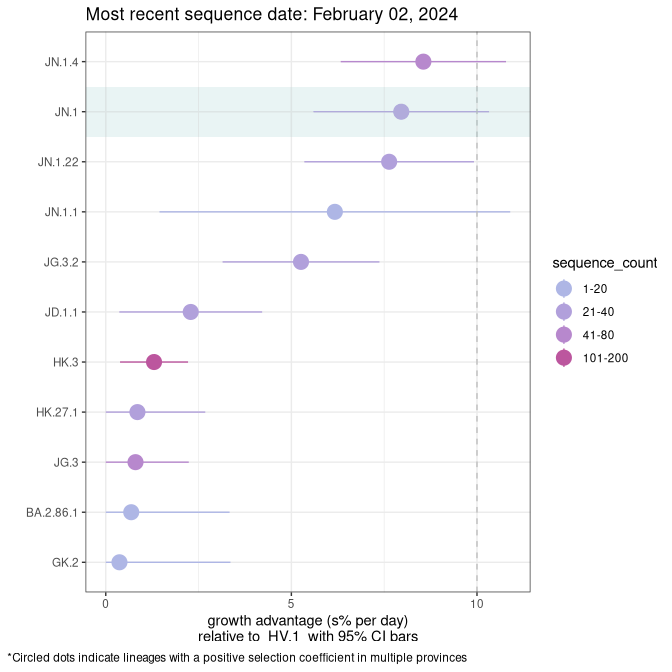 Most recent sequence date: February 02, 2024
JN.1.4
JN.1
JN.1.22
JN.1.1
JG.3.2
JD.1.1
HK.3
HK.27.1
JG.3
BA.2.86.1
GK.2
0 5 10
growth advantage (s% per day)
relative to HV.1 with 95% CI bars
sequence_count
1-20
21-40
41-80
101-200
*Circled dots indicate lineages with a positive selection coefficient in multiple provinces